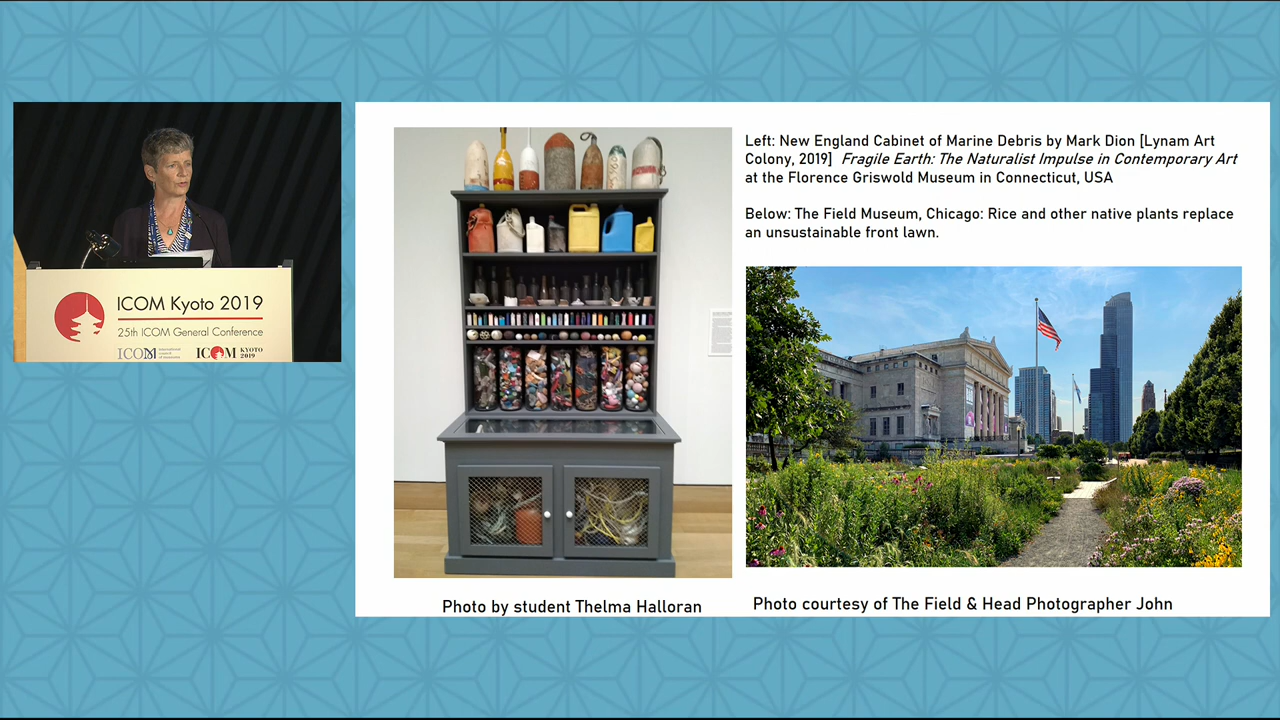 ICOM Kyoto 2019
25th ICOM General Conference
ICOM international council of museums
ICOM KYOTO 2019
Left: New England Cabinet of Marine Debris by Mark Dion [Lynam Art
Colony, 2019] Fragile Earth: The Naturalist Impulse in Contemporary Art
at the Florence Griswold Museum in Connecticut, USA
Below: The Field Museum, Chicago: Rice and other native plants replace
an unsustainable front lawn.
Photo by student Thelma Halloran
Photo courtesy of The Field & Head Photographer John